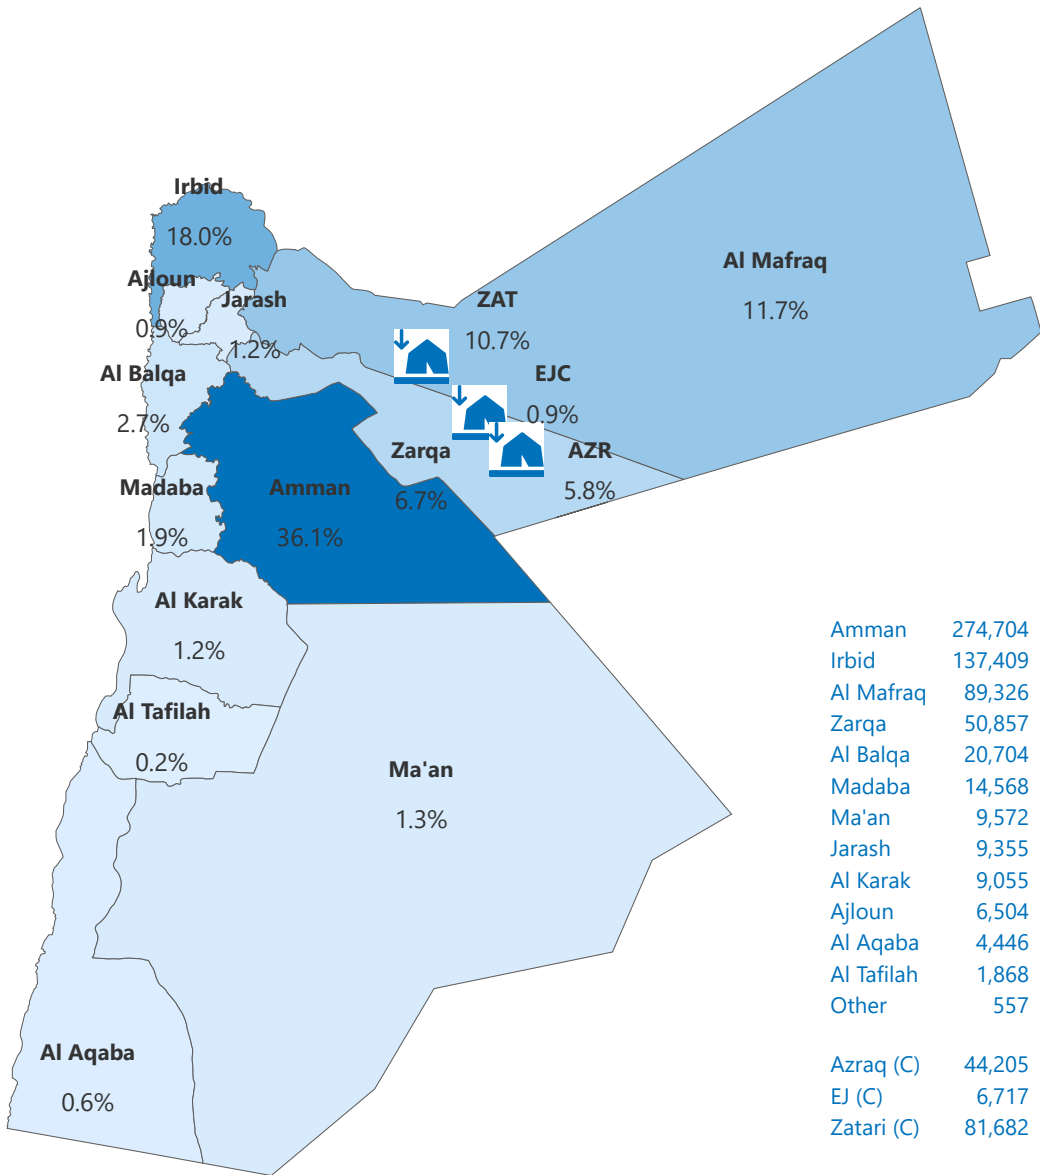 Irbid
18.0%
Al Mafraq
11.7%
Ajloun
0.9%
Jarash
1.2%
ZAT
10.7%
EJC
0.9%
Al Balqa
2.7%
Zarqa
6.7%
AZR
5.8%
Madaba
1.9%
Amman
36.1%
Al Karak
1.2%
Al Tafilah
0.2%
Ma'an
1.3%
Al Aqaba
0.6%
Amman 274,704
Irbid 137,409
Al Mafraq 89,326
Zarqa 50,857
Al Balqa 20,704
Madaba 14,568
Ma'an 9,572
Jarash 9,355
Al Karak 9,055
Ajloun 6,504
Al Aqaba 4,446
Al Tafilah 1,868
Other 557
Azraq (C) 44,205
EJ (C) 6,717
Zatari (C) 81,682